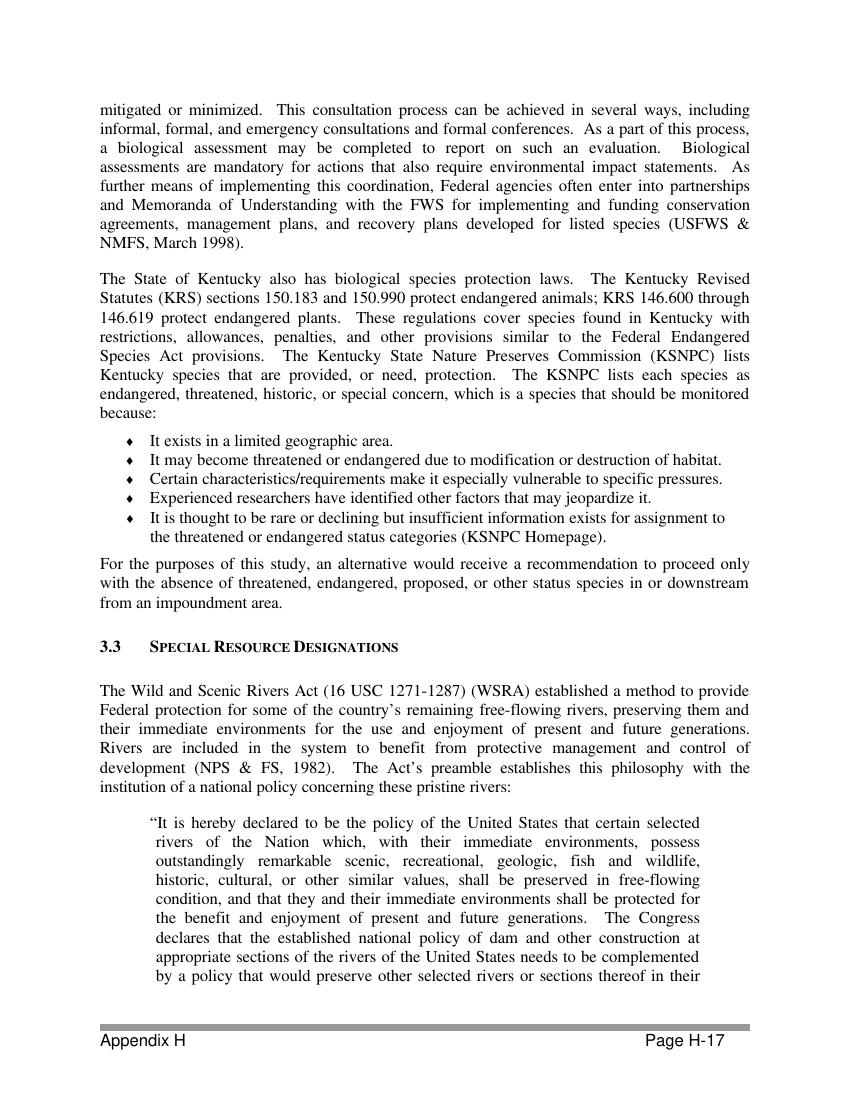 mitigated or minimized.  This consultation process can be achieved in several ways, including
informal, formal, and emergency consultations and formal conferences.  As a part of this process,
a biological assessment may be completed to report on such an evaluation.  Biological
assessments are mandatory for actions that also require environmental impact statements.  As
further means of implementing this coordination, Federal agencies often enter into partnerships
and Memoranda of Understanding with the FWS for implementing and funding conservation
agreements, management plans, and recovery plans developed for listed species (USFWS &
NMFS, March 1998).
The State of Kentucky also has biological species protection laws.  The Kentucky Revised
Statutes (KRS) sections 150.183 and 150.990 protect endangered animals; KRS 146.600 through
146.619 protect endangered plants.  These regulations cover species found in Kentucky with
restrictions, allowances, penalties, and other provisions similar to the Federal Endangered
Species Act provisions.  The Kentucky State Nature Preserves Commission (KSNPC) lists
Kentucky species that are provided, or need, protection.  The KSNPC lists each species as
endangered, threatened, historic, or special concern, which is a species that should be monitored
because:
♦ It exists in a limited geographic area.
♦ It may become threatened or endangered due to modification or destruction of habitat.
♦ Certain characteristics/requirements make it especially vulnerable to specific pressures.
♦ Experienced researchers have identified other factors that may jeopardize it.
♦ It is thought to be rare or declining but insufficient information exists for assignment to
the threatened or endangered status categories (KSNPC Homepage).
For the purposes of this study, an alternative would receive a recommendation to proceed only
with the absence of threatened, endangered, proposed, or other status species in or downstream
from an impoundment area.
3.3 SPECIAL RESOURCE DESIGNATIONS
The Wild and Scenic Rivers Act (16 USC 1271-1287) (WSRA) established a method to provide
Federal protection for some of the country's remaining free-flowing rivers, preserving them and
their immediate environments for the use and enjoyment of present and future generations.
Rivers are included in the system to benefit from protective management and control of
development (NPS & FS, 1982).  The Act's preamble establishes this philosophy with the
institution of a national policy concerning these pristine rivers:
"It is hereby declared to be the policy of the United States that certain selected
rivers of the Nation which, with their immediate environments, possess
outstandingly remarkable scenic, recreational, geologic, fish and wildlife,
historic, cultural, or other similar values, shall be preserved in free-flowing
condition, and that they and their immediate environments shall be protected for
the benefit and enjoyment of present and future generations.  The Congress
declares that the established national policy of dam and other construction at
appropriate sections of the rivers of the United States needs to be complemented
by a policy that would preserve other selected rivers or sections thereof in their
Appendix H Page H-17